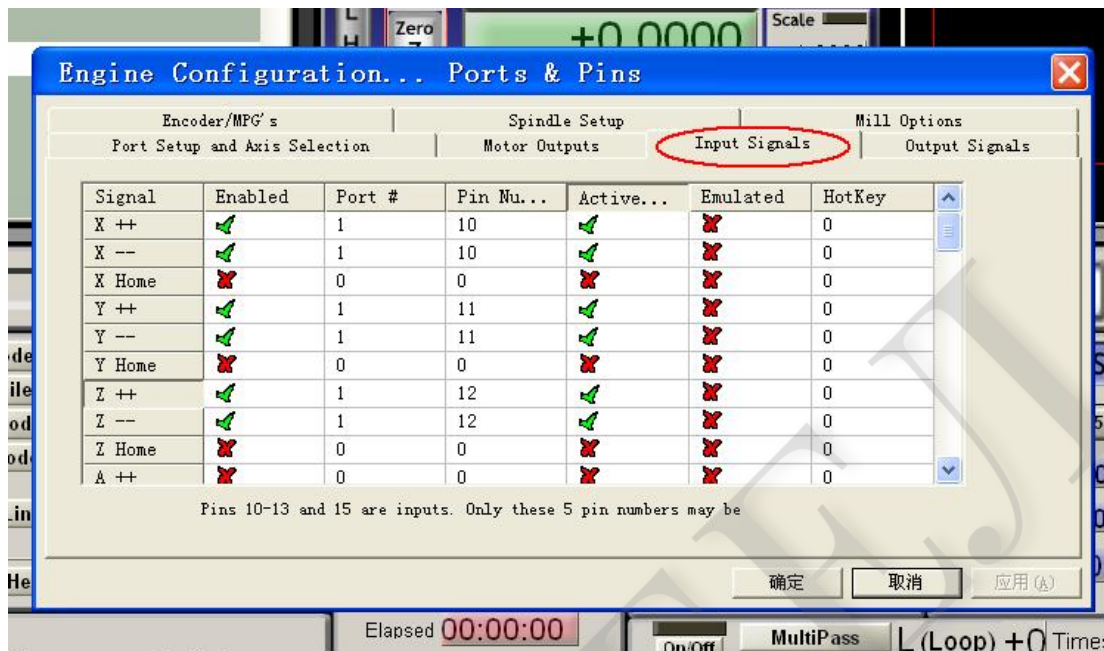 Zero
+0.0000
Scale
Engine Configuration... Ports & Pins
Encoder/MPG's Spindle Setup Mill Options
Port Setup and Axis Selection Motor Outputs Input Signals Output Signals
Signal Enabled Port # Pin Nu... Active... Emulated HotKey
X ++ 1 10 0
X -- 1 10 0
X Home 0 0 0
Y ++ 1 11 0
Y -- 1 11 0
Y Home 0 0 0
Z ++ 1 12 0
Z -- 1 12 0
Z Home 0 0 0
A ++ 0 0 0
Pins 10-13 and 15 are inputs. Only these 5 pin numbers may be
确定 取消 应用(A)
Elapsed 00:00:00
On/Off MultiPass L (Loop) +0 Time